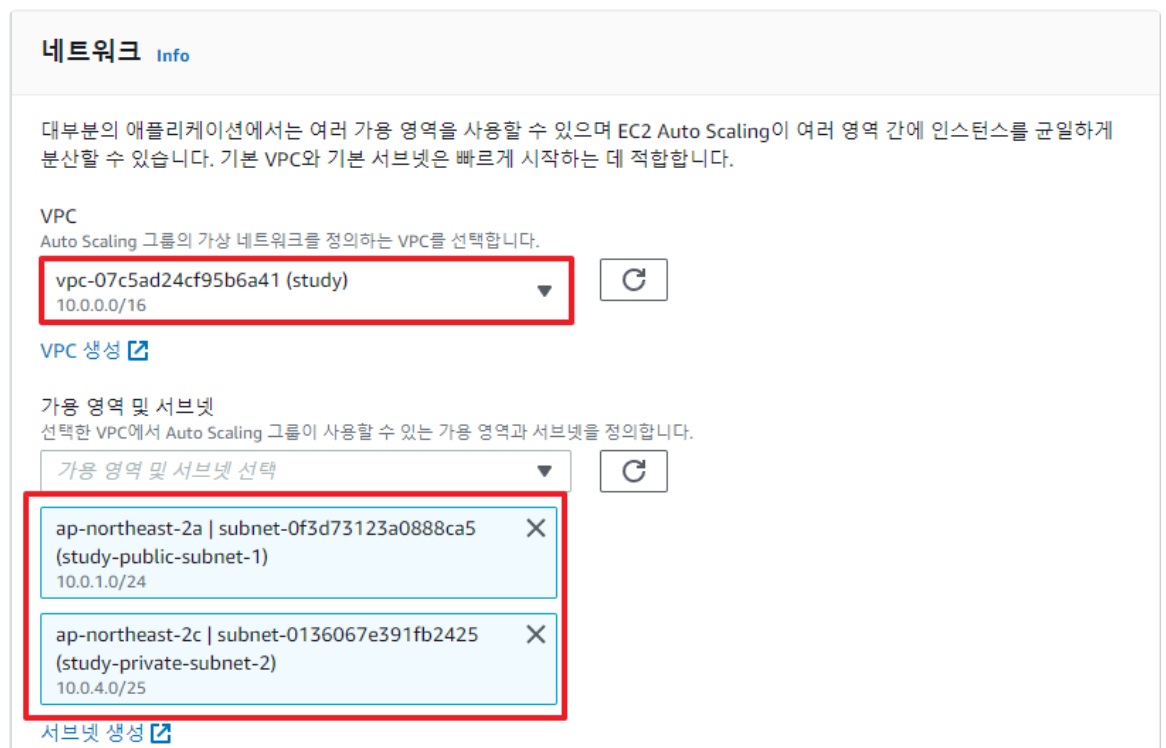 네트워크 Info
대부분의 애플리케이션에서는 여러 가용 영역을 사용할 수 있으며 EC2 Auto Scaling이 여러 영역 간에 인스턴스를 균일하게
분산할 수 있습니다. 기본 VPC와 기본 서브넷은 빠르게 시작하는 데 적합합니다.
VPC
Auto Scaling 그룹의 가상 네트워크를 정의하는 VPC를 선택합니다.
vpc-07c5ad24cf95b6a41 (study)
10.0.0.0/16
VPC 생성
가용 영역 및 서브넷
선택한 VPC에서 Auto Scaling 그룹이 사용할 수 있는 가용 영역과 서브넷을 정의합니다.
가용 영역 및 서브넷 선택
ap-northeast-2a | subnet-0f3d73123a0888ca5
(study-public-subnet-1)
10.0.1.0/24
ap-northeast-2c | subnet-0136067e391fb2425
(study-private-subnet-2)
10.0.4.0/25
서브넷 생성